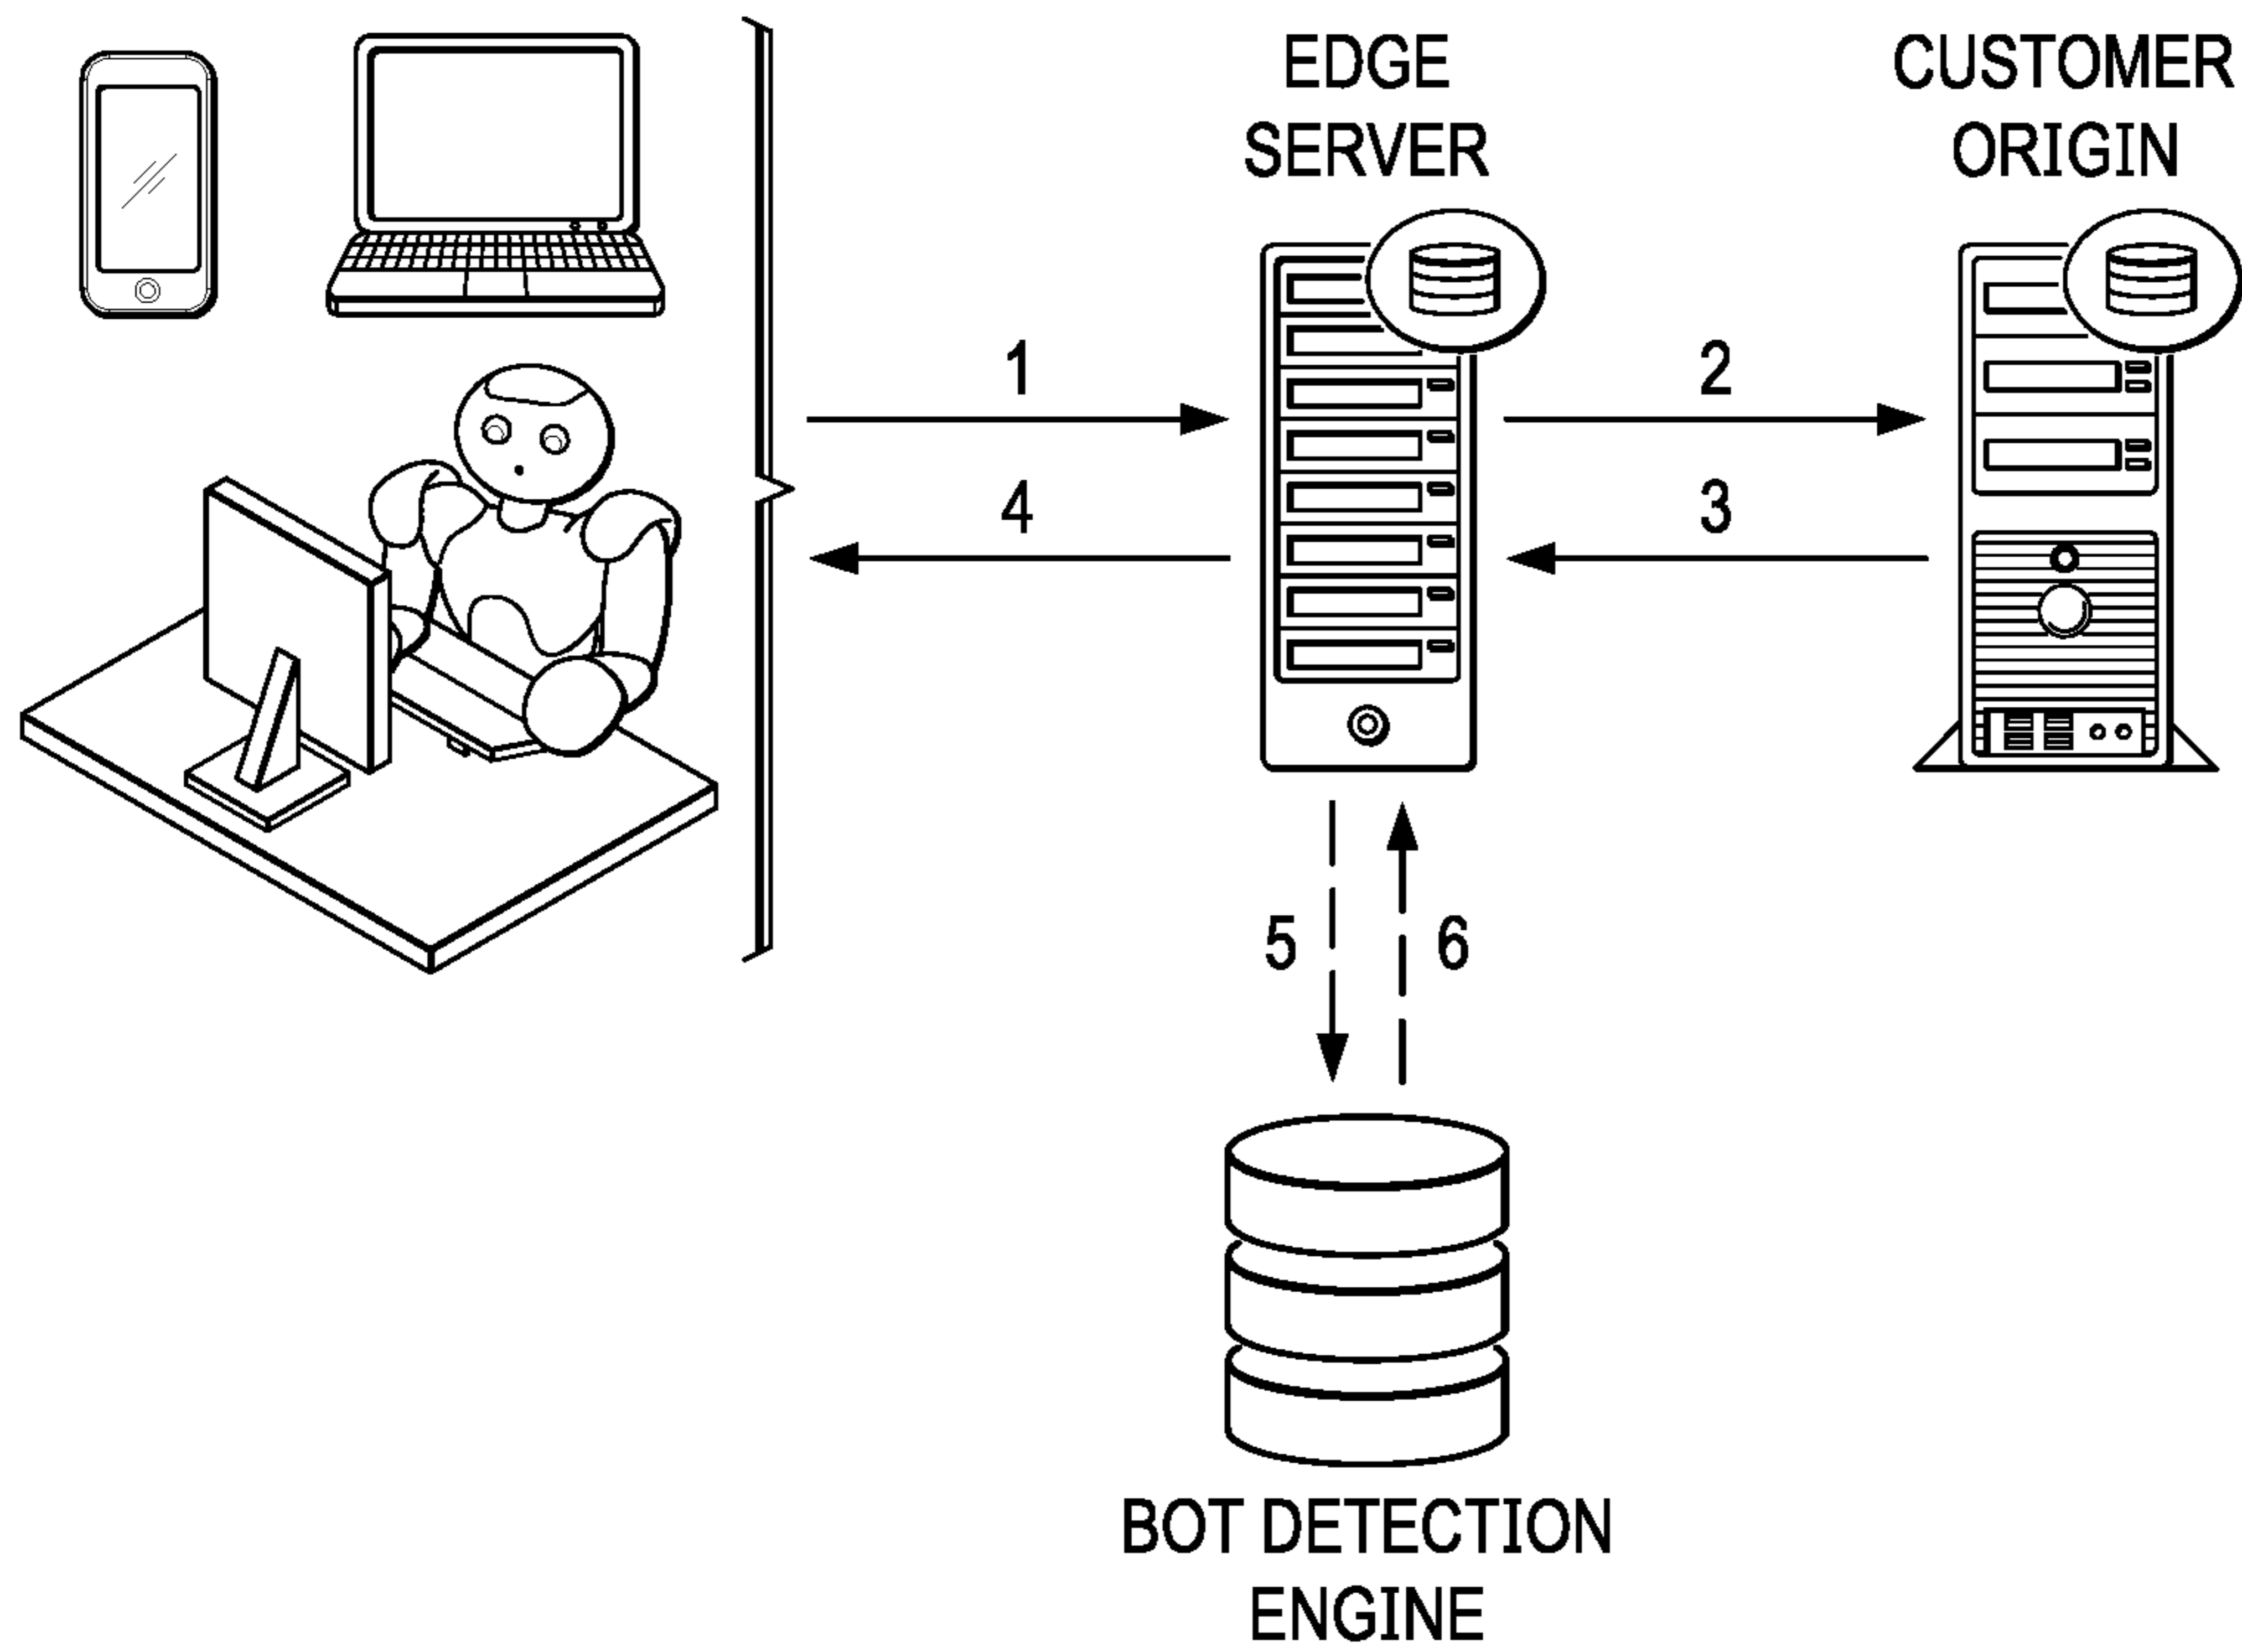 EDGE
SERVER
CUSTOMER
ORIGIN
1
2
4
3
5
6
BOT DETECTION
ENGINE